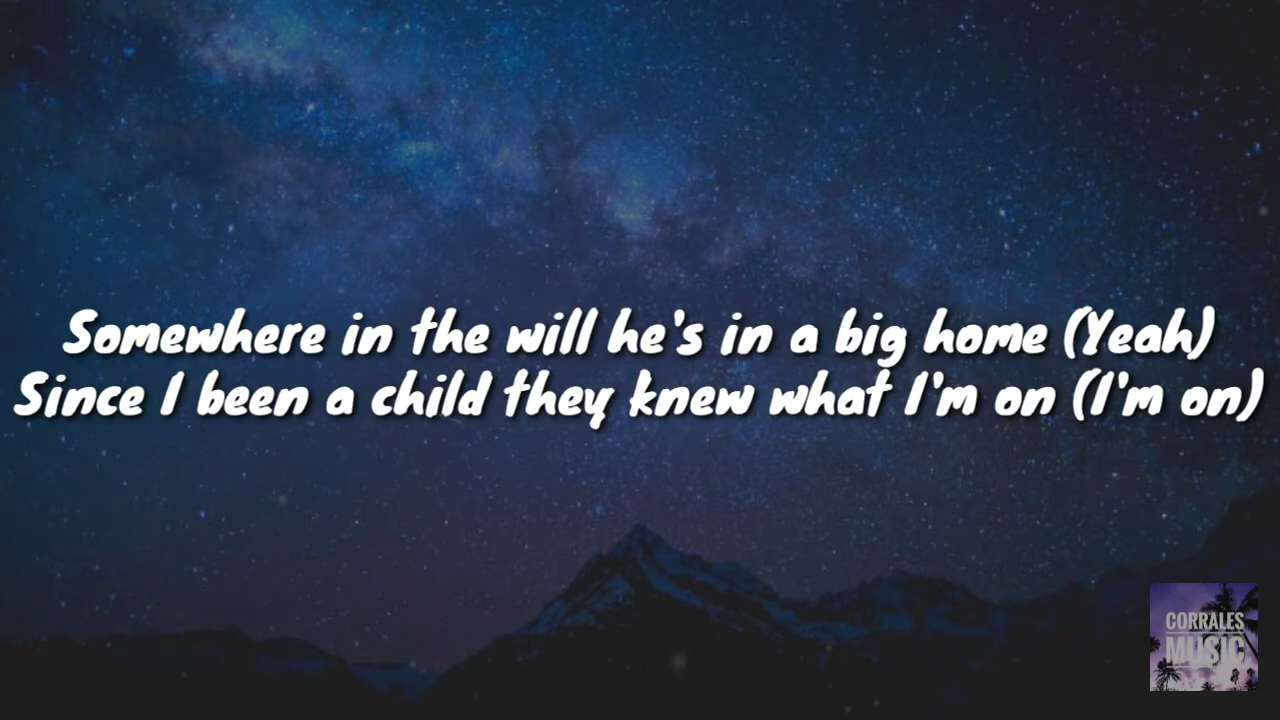 Somewhere in the will he's in a big home (Yeah)
Since I been a child they knew what I'm on (I'm on)
CORRALES
MUSIC